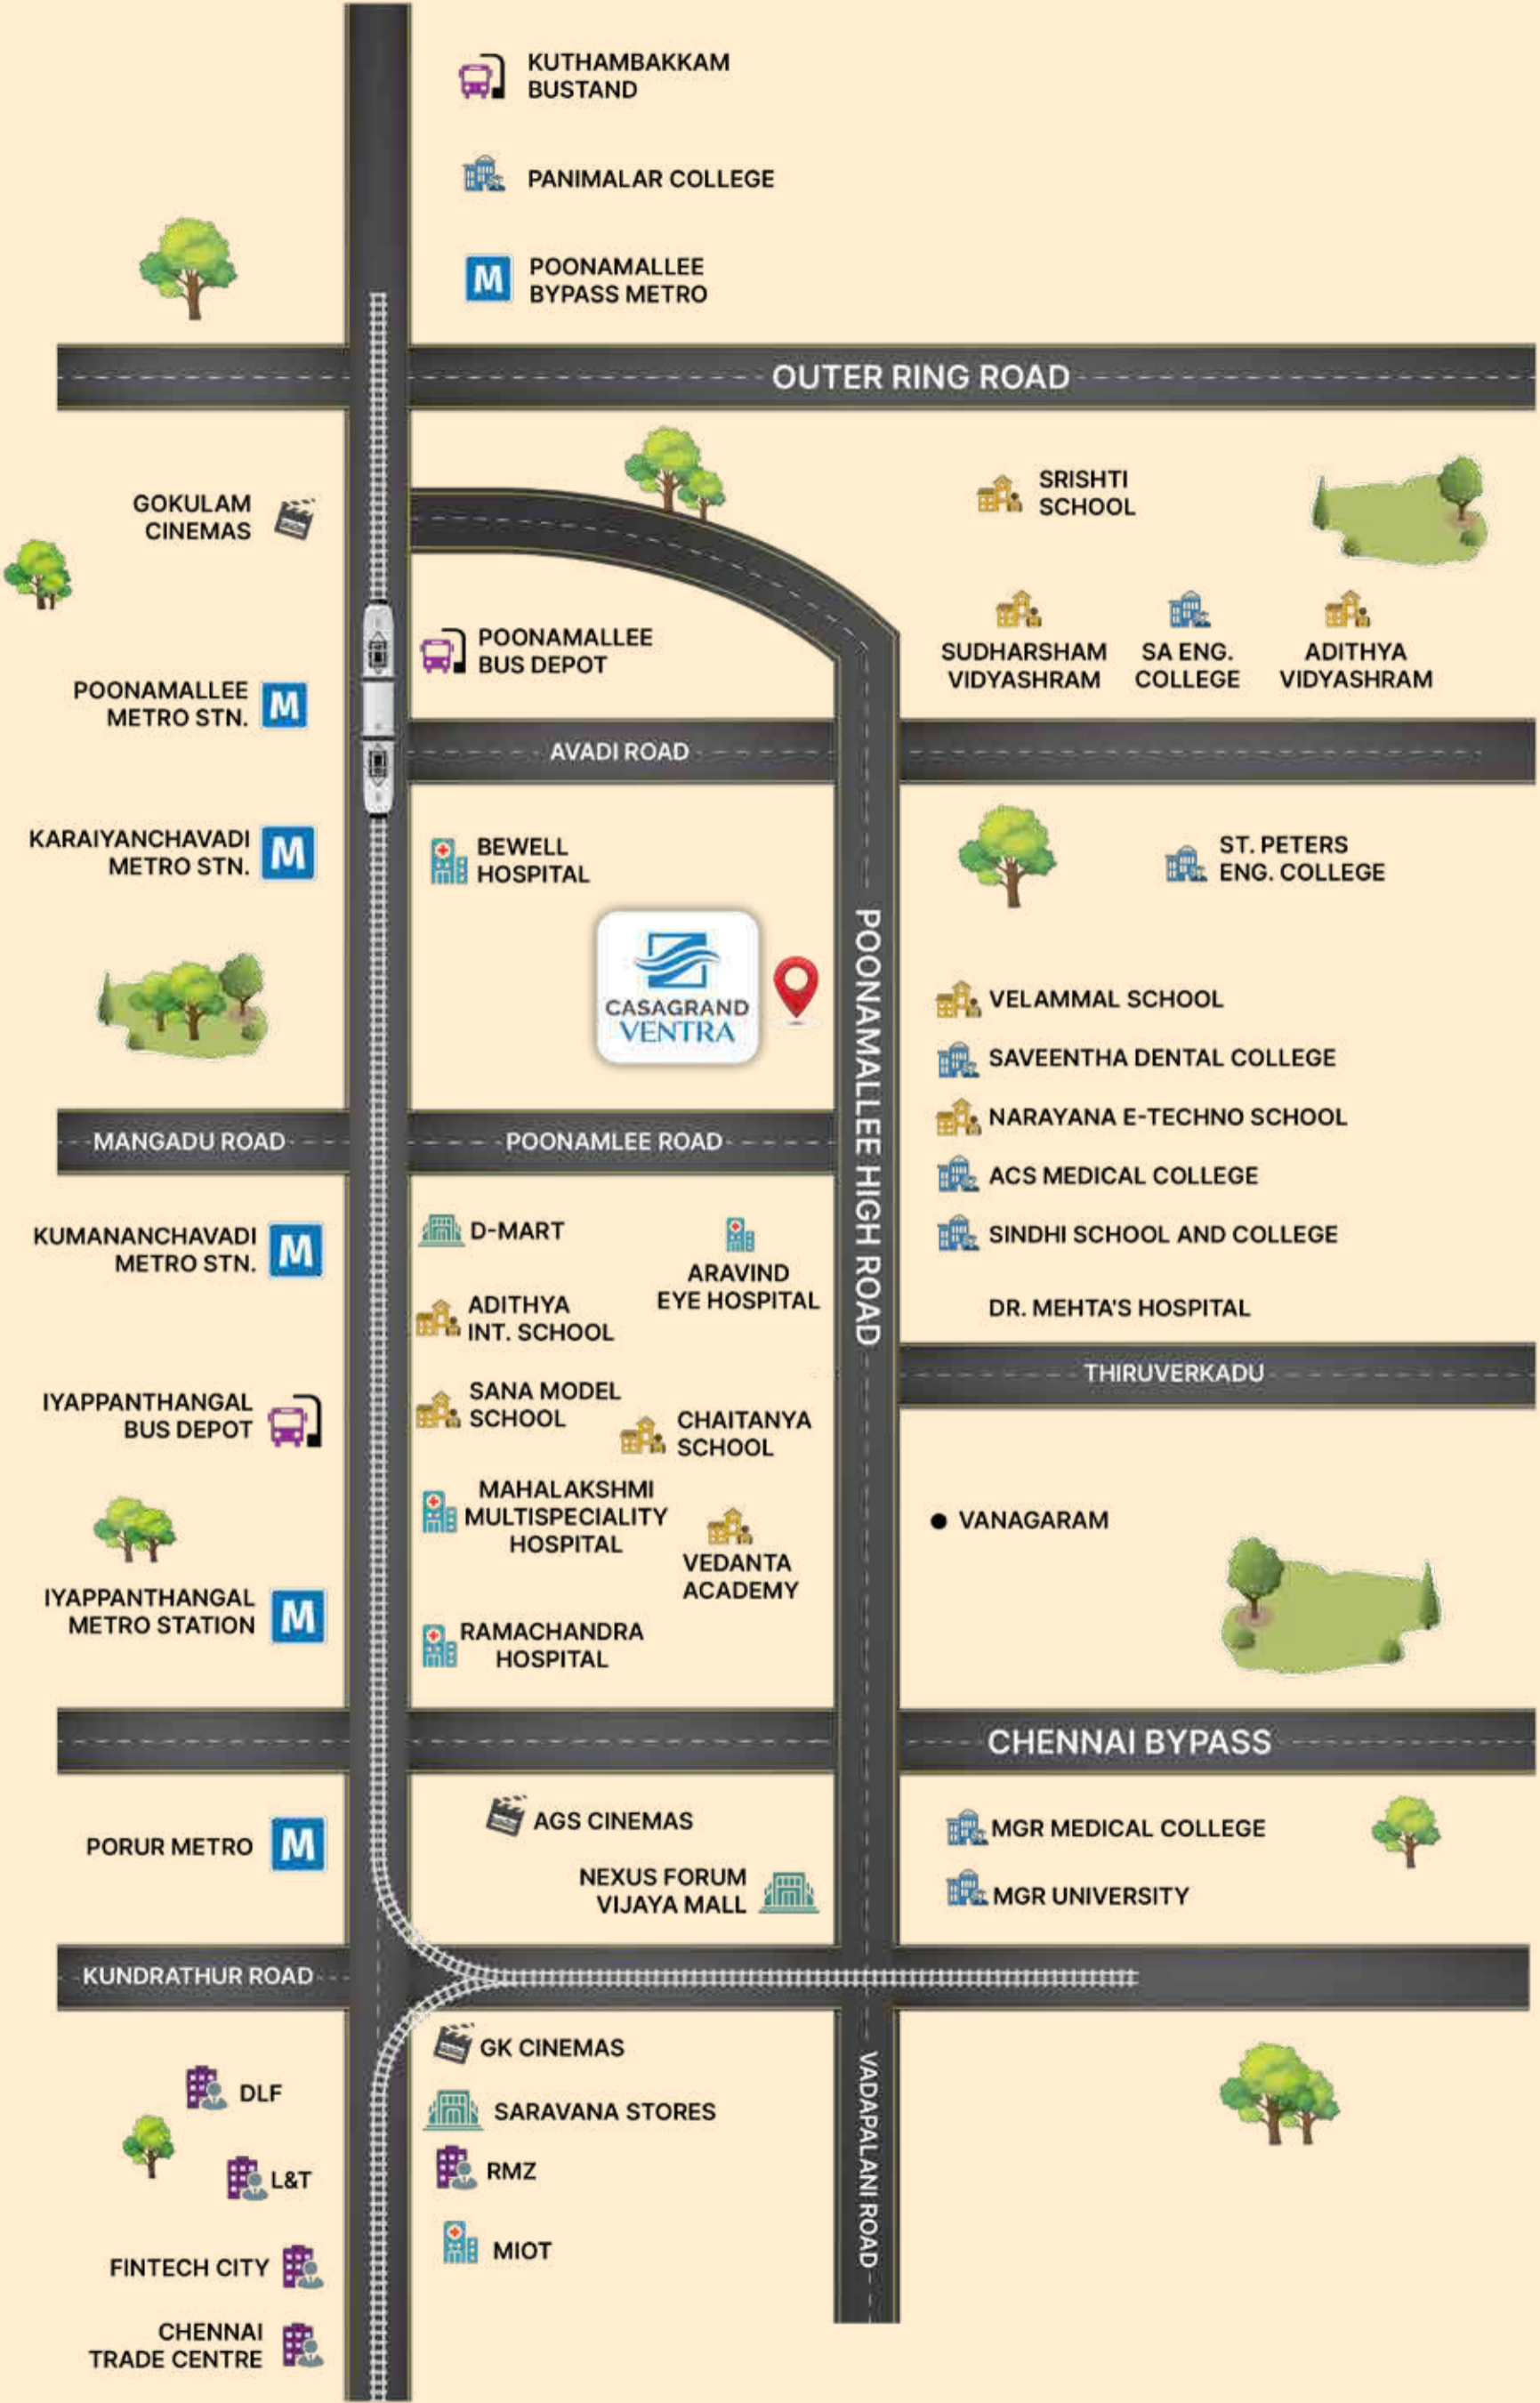 KUTHAMBAKKAM
BUSTAND
PANIMALAR COLLEGE
M
POONAMALLEE
BYPASS METRO
OUTER RING ROAD
GOKULAM
CINEMAS
SRISHTI
SCHOOL
POONAMALLEE
BUS DEPOT
SUDHARSHAM
VIDYASHRAM
SA ENG.
COLLEGE
ADITHYA
VIDYASHRAM
POONAMALLEE
METRO STN.
M
AVADI ROAD
KARAIYANCHAVADI
METRO STN.
M
BEWELL
HOSPITAL
ST. PETERS
ENG. COLLEGE
CASAGRAND
VENTRA
POONAMALLEE HIGH ROAD
VELAMMAL SCHOOL
SAVEENTHA DENTAL COLLEGE
NARAYANA E-TECHNO SCHOOL
ACS MEDICAL COLLEGE
SINDHI SCHOOL AND COLLEGE
DR. MEHTA'S HOSPITAL
MANGADU ROAD
POONAMLEE ROAD
KUMANANCHAVADI
METRO STN.
M
D-MART
ARAVIND
EYE HOSPITAL
ADITHYA
INT. SCHOOL
THIRUVERKADU
IYAPPANTHANGAL
BUS DEPOT
SANA MODEL
SCHOOL
CHAITANYA
SCHOOL
MAHALAKSHMI
MULTISPECIALITY
HOSPITAL
VEDANTA
ACADEMY
VANAGARAM
IYAPPANTHANGAL
METRO STATION
M
RAMACHANDRA
HOSPITAL
CHENNAI BYPASS
PORUR METRO
M
AGS CINEMAS
NEXUS FORUM
VIJAYA MALL
MGR MEDICAL COLLEGE
MGR UNIVERSITY
KUNDRATHUR ROAD
GK CINEMAS
DLF
SARAVANA STORES
L&T
RMZ
VADAPALANI ROAD
MIOT
FINTECH CITY
CHENNAI
TRADE CENTRE